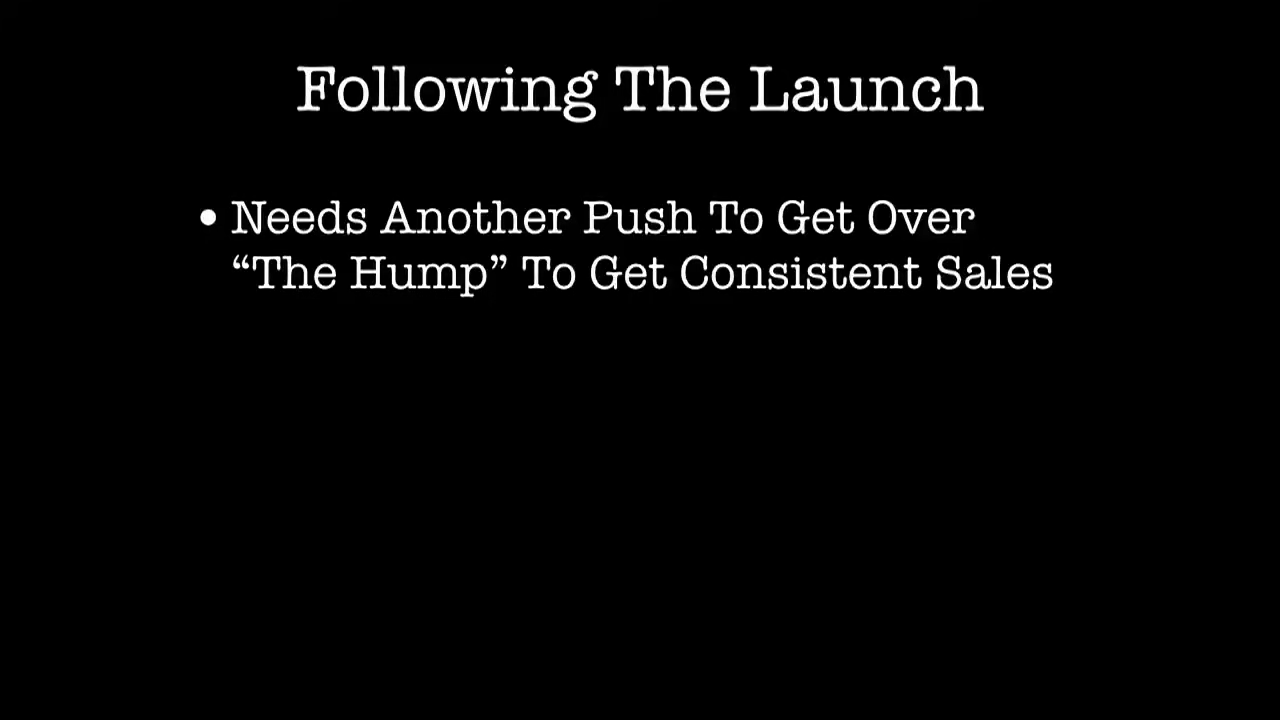 Following The Launch
• Needs Another Push To Get Over
“The Hump” To Get Consistent Sales